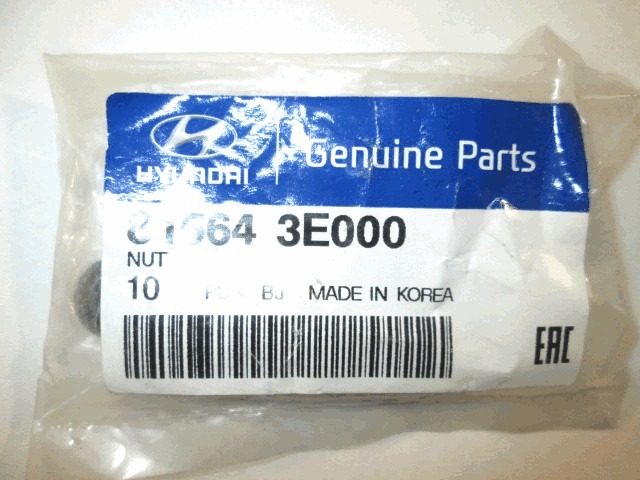 HYUNDAI | Genuine Parts
3E000
NUT
10 BJ MADE IN KOREA
EAC